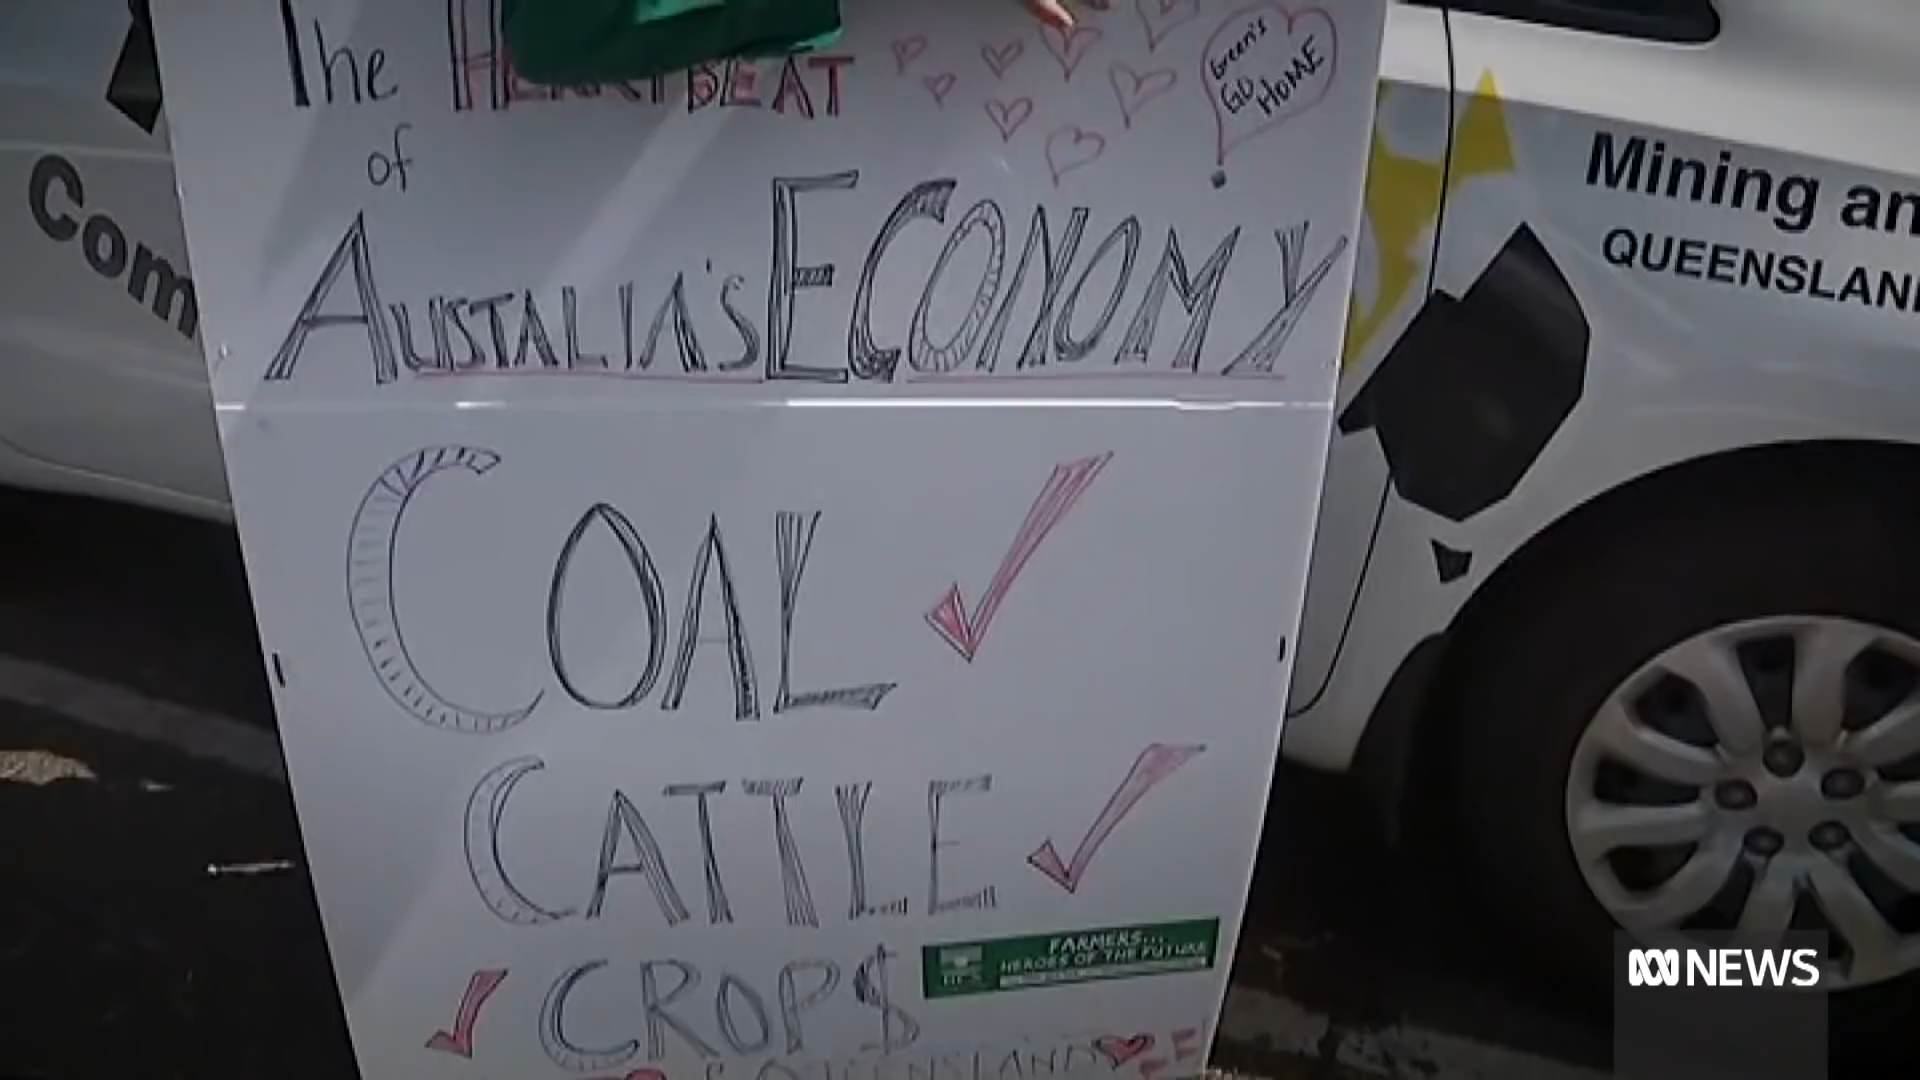 The HEARTBEAT
of
AUSTALIA'S ECONOMY
Green's
GO HOME
COAL
CATTLE
CROP$
FARMERS...
HEROES OF THE FUTURE
QUEENSLAND
Com
Mining an
QUEENSLAN
NEWS